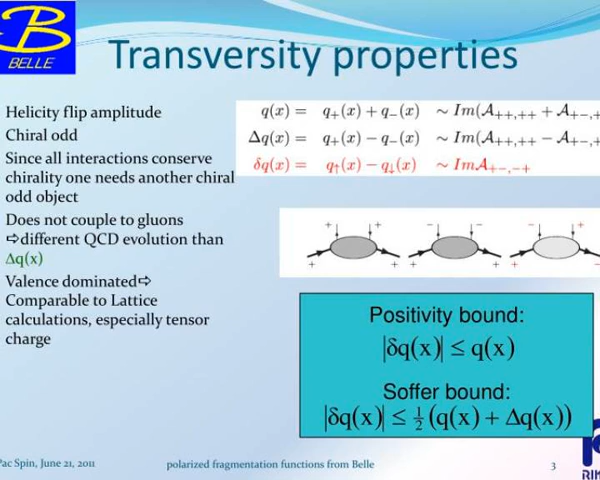 B
BELLE
Transversity properties
Helicity flip amplitude
Chiral odd
Since all interactions conserve
chirality one needs another chiral
odd object
Does not couple to gluons
⇨different QCD evolution than
Δq(x)
Valence dominated⇨
Comparable to Lattice
calculations, especially tensor
charge
q(x) = q₊(x) + q₋(x) ~ Im(𝒜₊₊,₊₊ + 𝒜₊₋,₊
Δq(x) = q₊(x) − q₋(x) ~ Im(𝒜₊₊,₊₊ − 𝒜₊₋,₊
δq(x) = q↑(x) − q↓(x) ~ Im𝒜₊₋,₋₊
+ + − − − +
+ + + + + −
Positivity bound:
|δq(x)| ≤ q(x)
Soffer bound:
|δq(x)| ≤ ½ (q(x) + Δq(x))
Pac Spin, June 21, 2011
polarized fragmentation functions from Belle
3
RIK